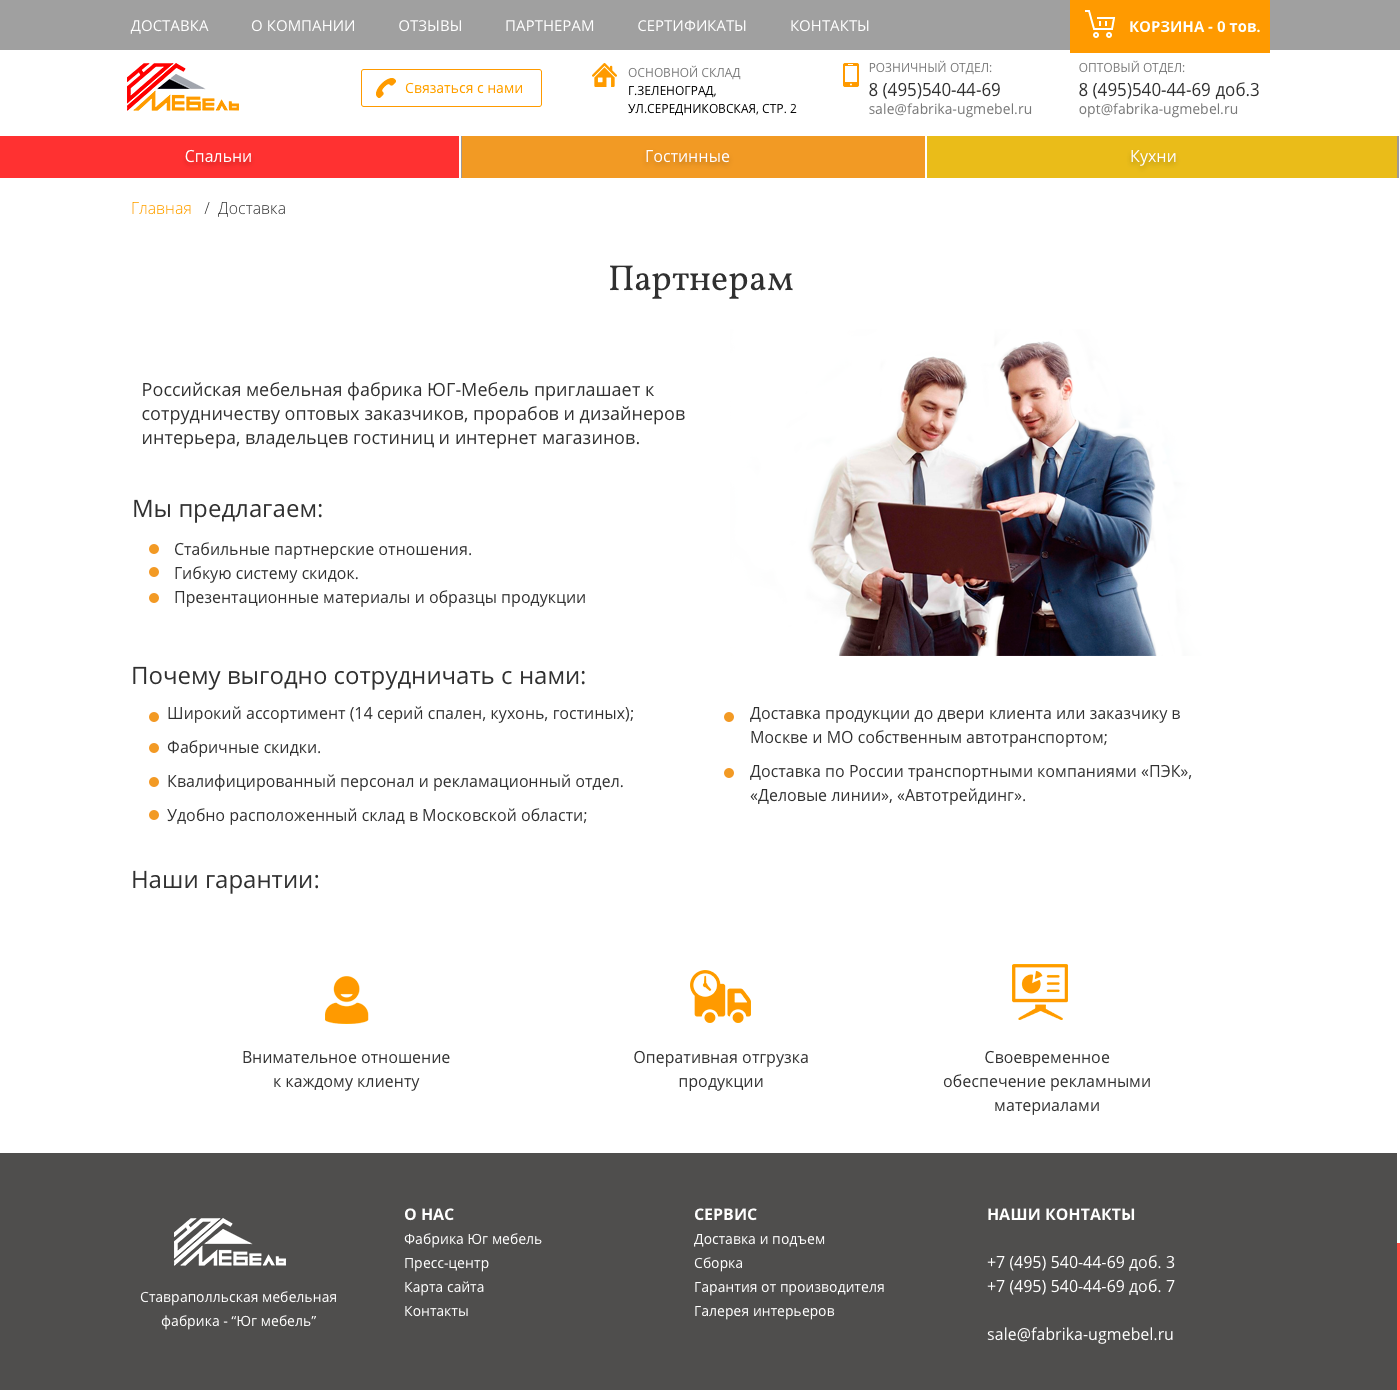 ДОСТАВКА О КОМПАНИИ ОТЗЫВЫ ПАРТНЕРАМ СЕРТИФИКАТЫ КОНТАКТЫ КОРЗИНА - 0 тов.
МЕБЕЛЬ
Связаться с нами
ОСНОВНОЙ СКЛАД
Г.ЗЕЛЕНОГРАД,
УЛ.СЕРЕДНИКОВСКАЯ, СТР. 2
РОЗНИЧНЫЙ ОТДЕЛ:
8 (495)540-44-69
sale@fabrika-ugmebel.ru
ОПТОВЫЙ ОТДЕЛ:
8 (495)540-44-69 доб.3
opt@fabrika-ugmebel.ru
Спальни Гостинные Кухни
Главная / Доставка
Партнерам
Российская мебельная фабрика ЮГ-Мебель приглашает к
сотрудничеству оптовых заказчиков, прорабов и дизайнеров
интерьера, владельцев гостиниц и интернет магазинов.
Мы предлагаем:
Стабильные партнерские отношения.
Гибкую систему скидок.
Презентационные материалы и образцы продукции
Почему выгодно сотрудничать с нами:
Широкий ассортимент (14 серий спален, кухонь, гостиных);
Фабричные скидки.
Квалифицированный персонал и рекламационный отдел.
Удобно расположенный склад в Московской области;
Доставка продукции до двери клиента или заказчику в
Москве и МО собственным автотранспортом;
Доставка по России транспортными компаниями «ПЭК»,
«Деловые линии», «Автотрейдинг».
Наши гарантии:
Внимательное отношение
к каждому клиенту
Оперативная отгрузка
продукции
Своевременное
обеспечение рекламными
материалами
МЕБЕЛЬ
Ставраполльская мебельная
фабрика - “Юг мебель”
О НАС
Фабрика Юг мебель
Пресс-центр
Карта сайта
Контакты
СЕРВИС
Доставка и подъем
Сборка
Гарантия от производителя
Галерея интерьеров
НАШИ КОНТАКТЫ
+7 (495) 540-44-69 доб. 3
+7 (495) 540-44-69 доб. 7
sale@fabrika-ugmebel.ru